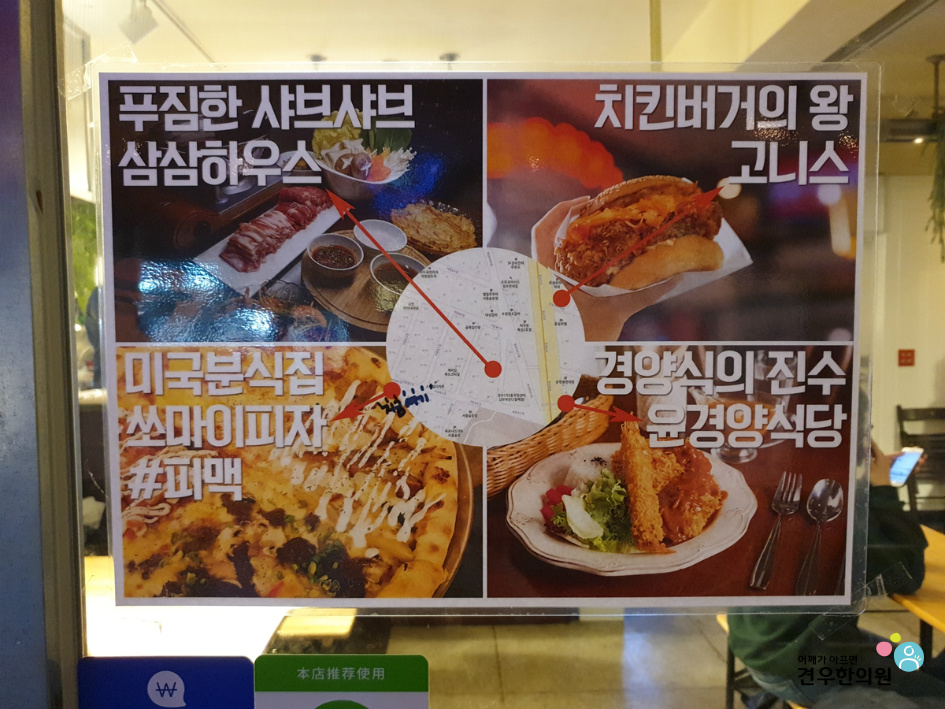 푸짐한 샤브샤브
삼삼하우스
치킨버거의 왕
고니스
미국분식집
쏘마이피자
#피맥
경양식의 진수
윤경양식당
₩
本店推荐使用
어깨가 아프면
견우한의원